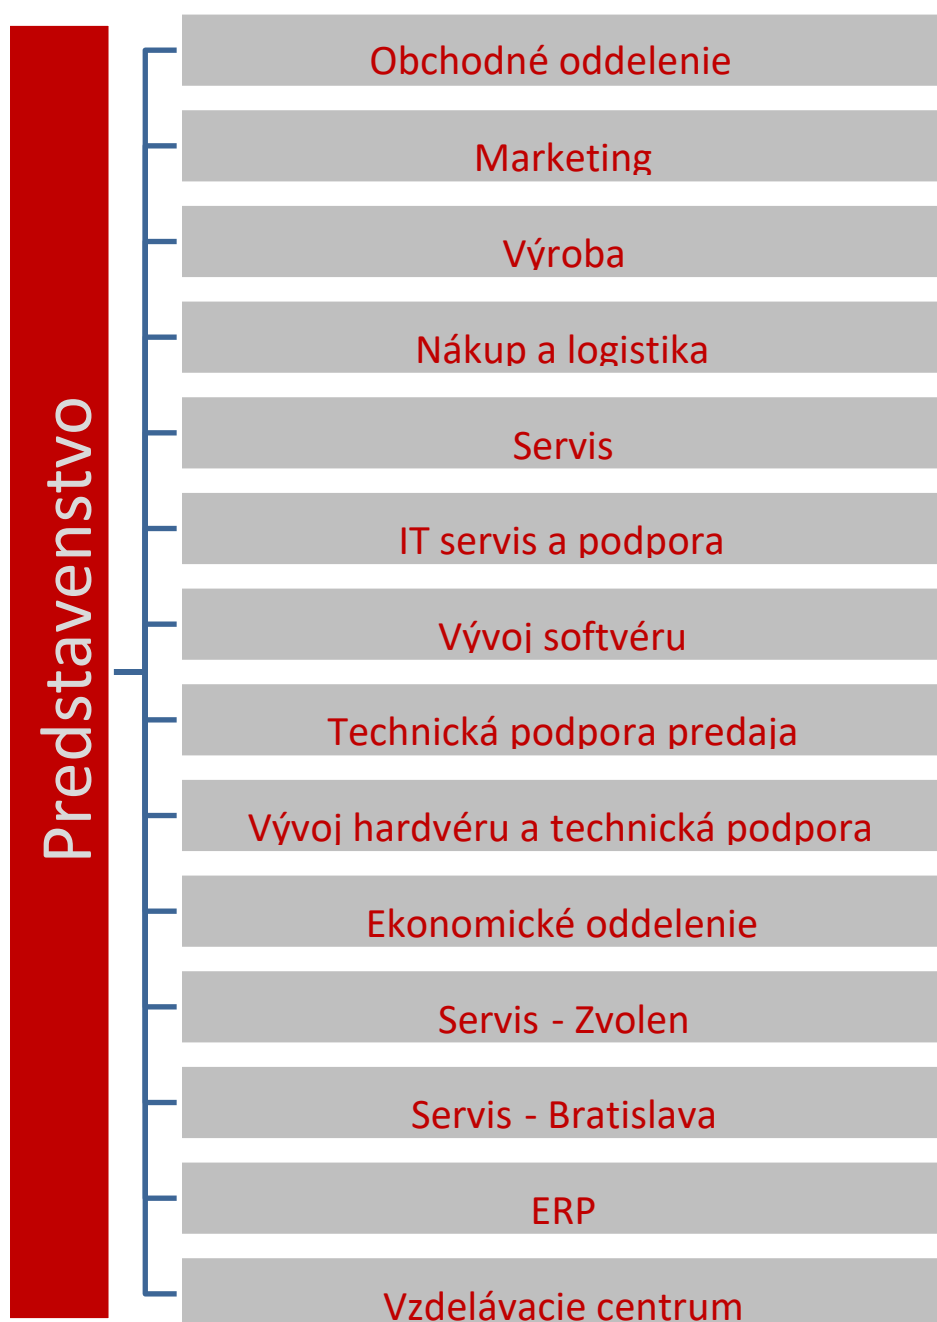 Predstavenstvo
Obchodné oddelenie
Marketing
Výroba
Nákup a logistika
Servis
IT servis a podpora
Vývoj softvéru
Technická podpora predaja
Vývoj hardvéru a technická podpora
Ekonomické oddelenie
Servis - Zvolen
Servis - Bratislava
ERP
Vzdelávacie centrum